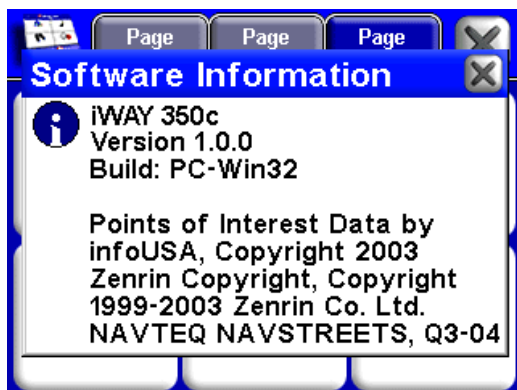 Page Page Page
Software Information
iWAY 350c
Version 1.0.0
Build: PC-Win32
Points of Interest Data by
infoUSA, Copyright 2003
Zenrin Copyright, Copyright
1999-2003 Zenrin Co. Ltd.
NAVTEQ NAVSTREETS, Q3-04